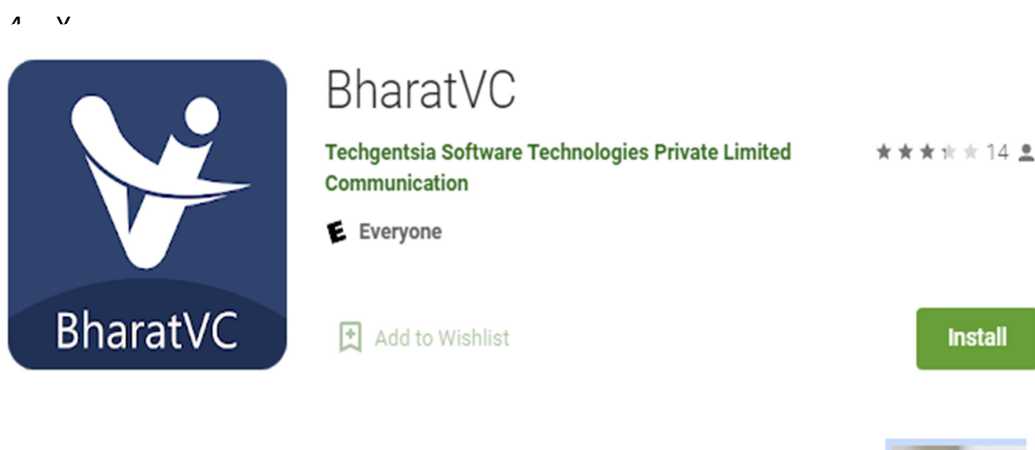 BharatVC
Techgentsia Software Technologies Private Limited
14
Communication
E Everyone
BharatVC
Add to Wishlist
Install